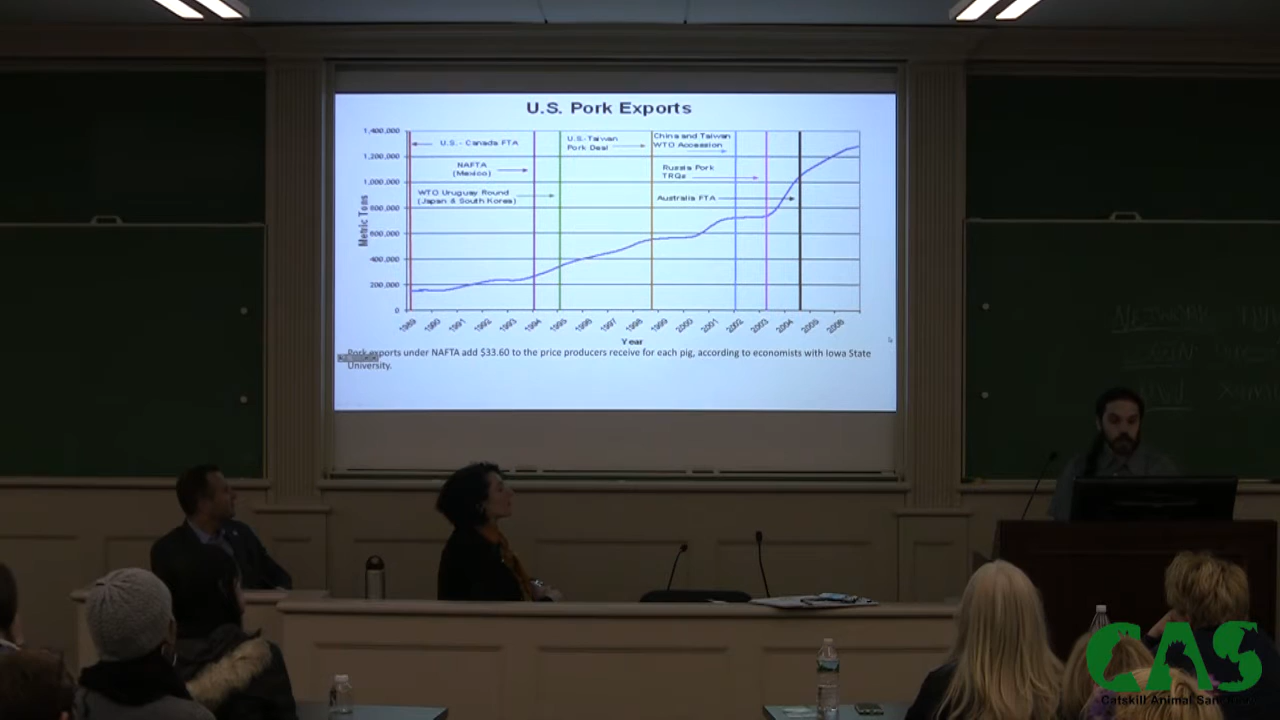 U.S. Pork Exports
1,400,000
1,200,000
1,000,000
800,000
600,000
400,000
200,000
0
Metric Tons
U.S. - Canada FTA
NAFTA
(Mexico)
WTO Uruguay Round
(Japan & South Korea)
U.S.-Taiwan
Pork Deal
China and Taiwan
WTO Accession
Russia Pork
TRQs
Australia FTA
1989 1990 1991 1992 1993 1994 1995 1996 1997 1998 1999 2000 2001 2002 2003 2004 2005 2006
Year
Pork exports under NAFTA add $33.60 to the price producers receive for each pig, according to economists with Iowa State
University.
NETWORK
CAS
Catskill Animal